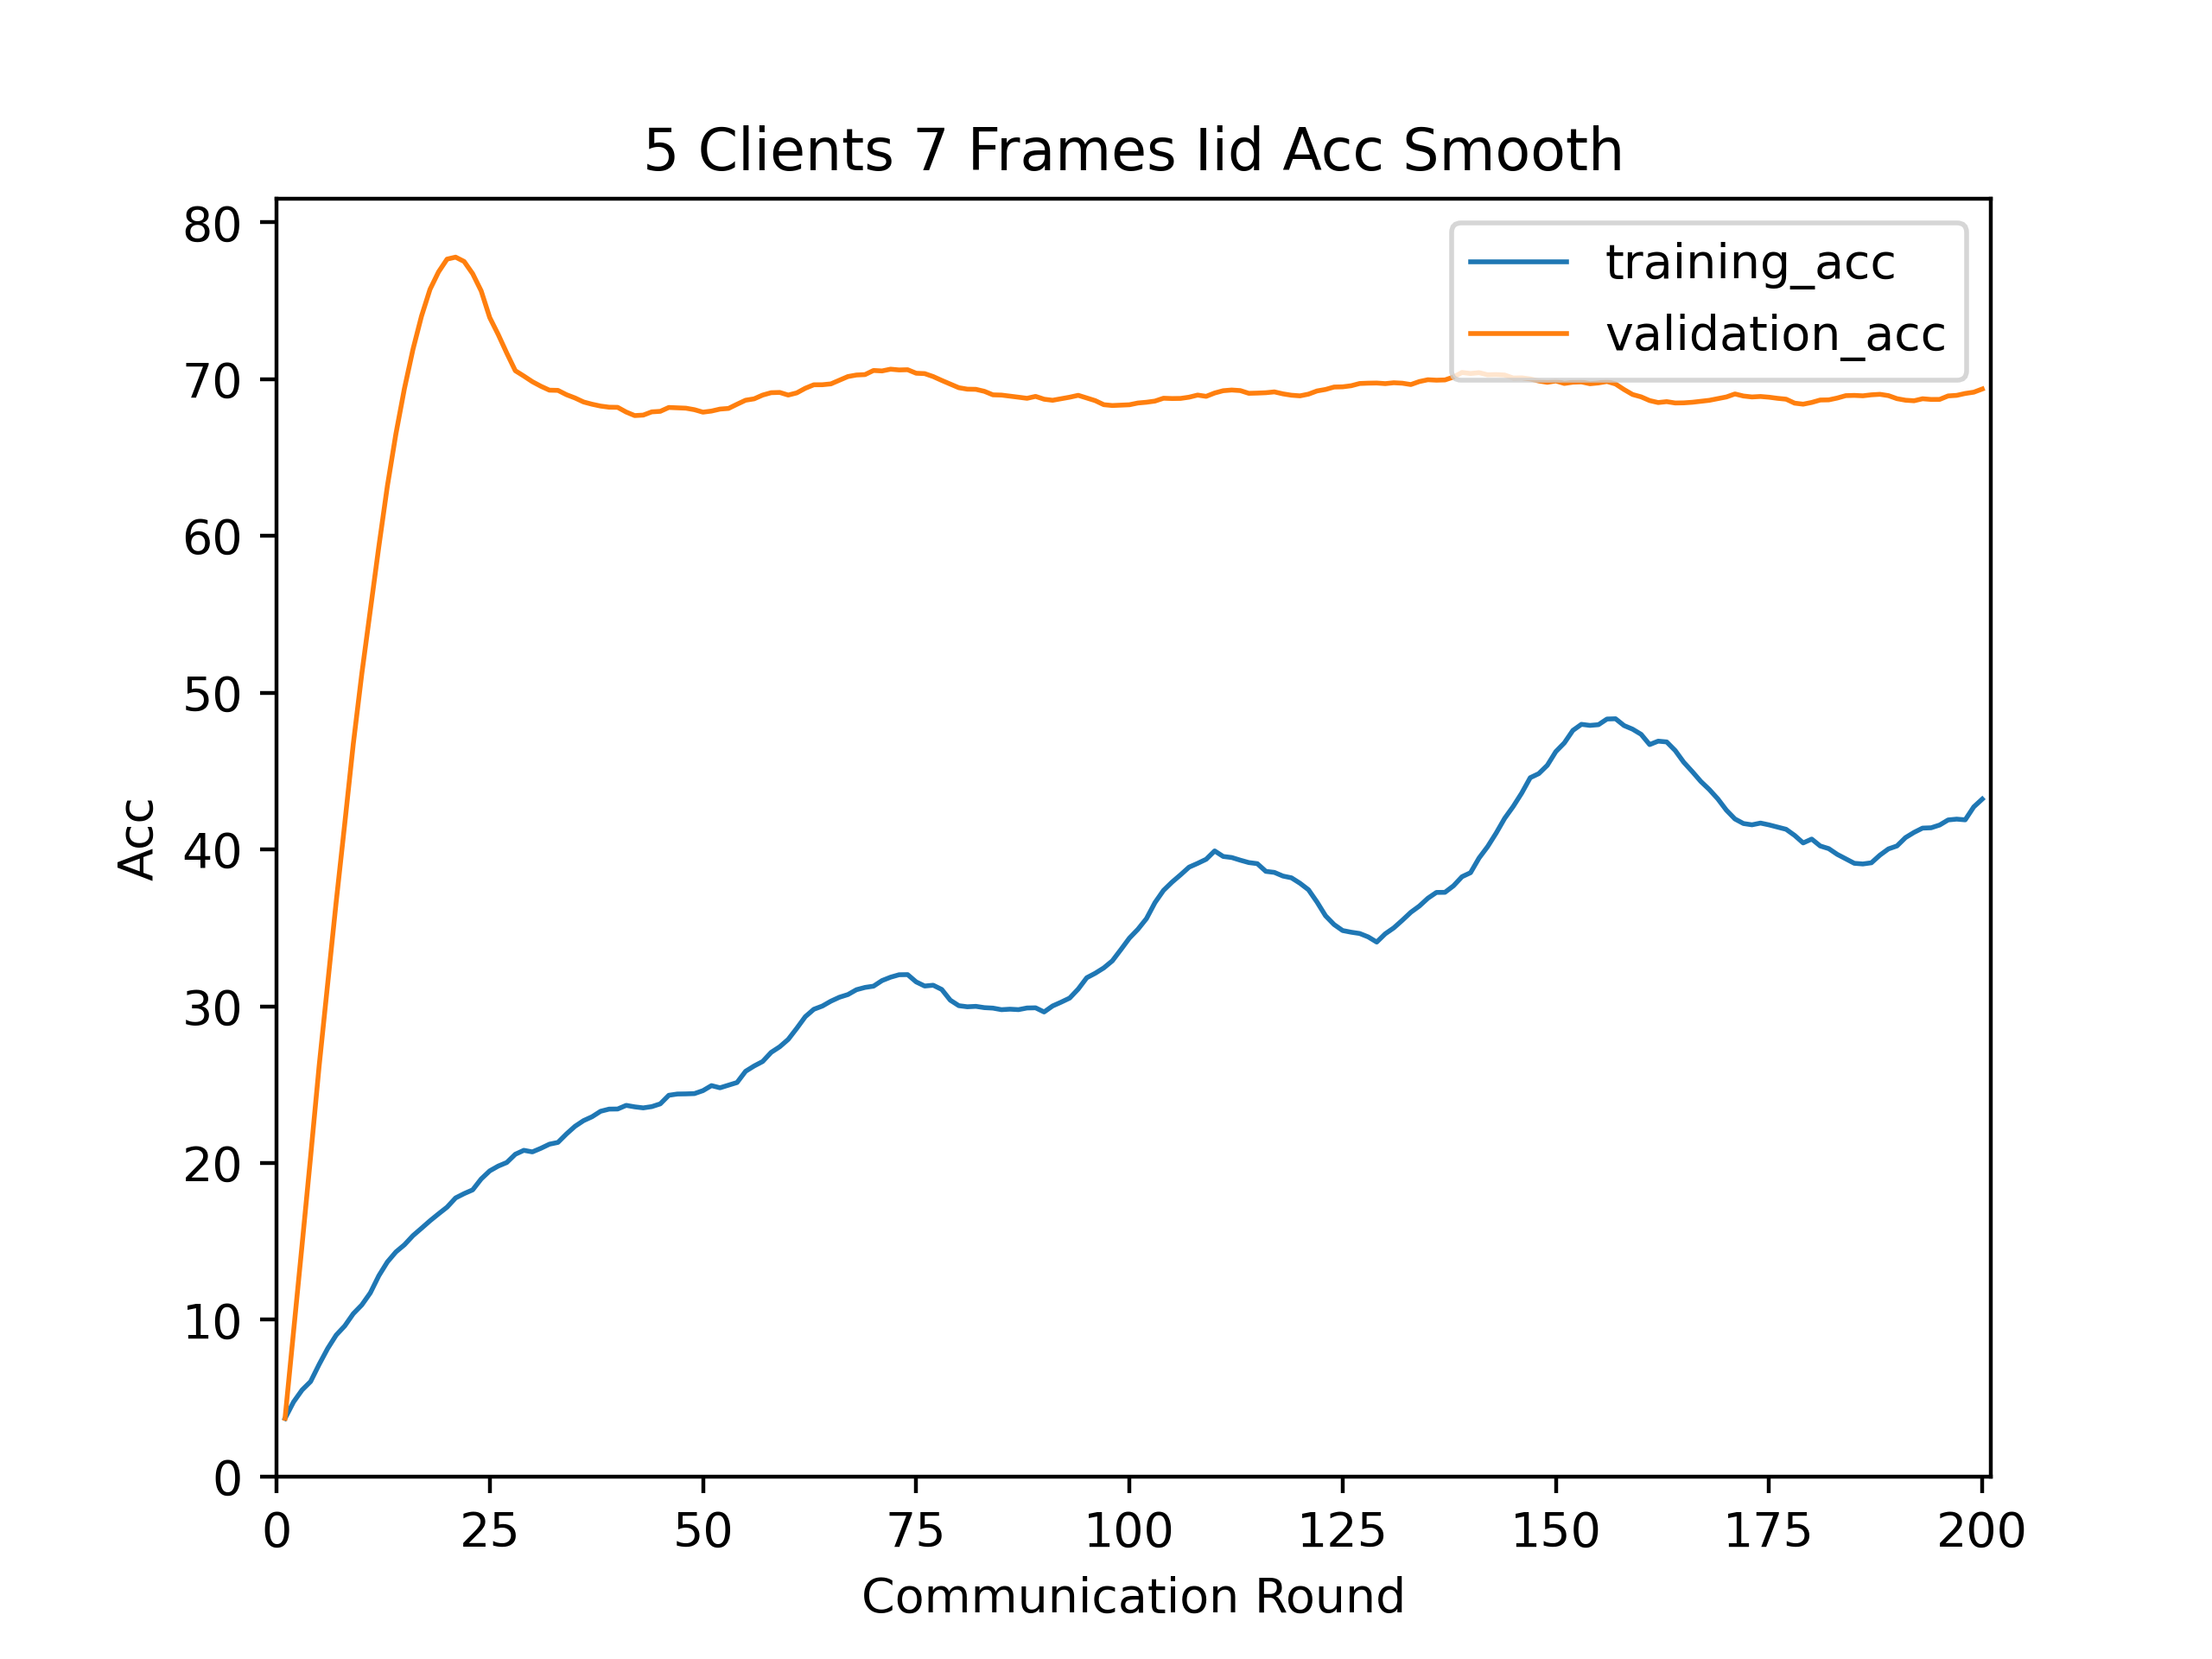 5 Clients 7 Frames Iid Acc Smooth
training_acc
validation_acc
80
70
60
50
40
30
20
10
0
Acc
0 25 50 75 100 125 150 175 200
Communication Round